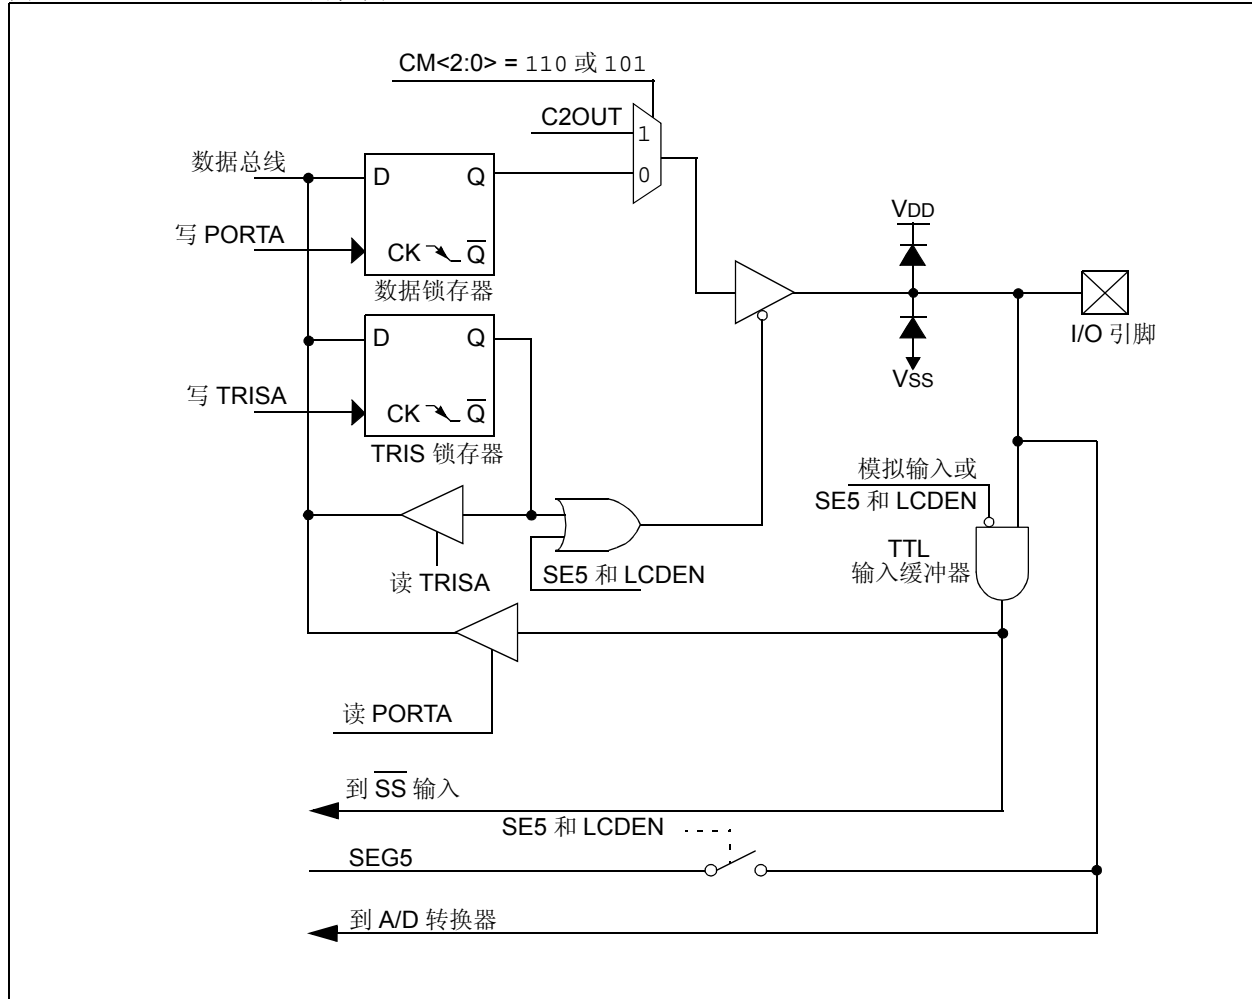 CM<2:0> = 110 或 101
C2OUT
1
0
数据总线
D Q
写 PORTA
CK Q̅
数据锁存器
VDD
I/O 引脚
VSS
D Q
写 TRISA
CK Q̅
TRIS 锁存器
模拟输入或
SE5 和 LCDEN
TTL
输入缓冲器
SE5 和 LCDEN
读 TRISA
读 PORTA
到 S̅S̅ 输入
SE5 和 LCDEN
SEG5
到 A/D 转换器